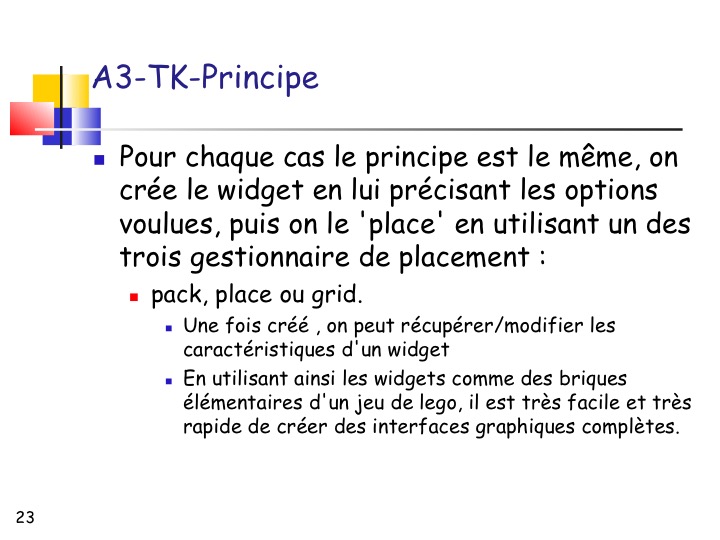 A3-TK-Principe
Pour chaque cas le principe est le même, on
crée le widget en lui précisant les options
voulues, puis on le 'place' en utilisant un des
trois gestionnaire de placement :
pack, place ou grid.
Une fois créé , on peut récupérer/modifier les
caractéristiques d'un widget
En utilisant ainsi les widgets comme des briques
élémentaires d'un jeu de lego, il est très facile et très
rapide de créer des interfaces graphiques complètes.
23